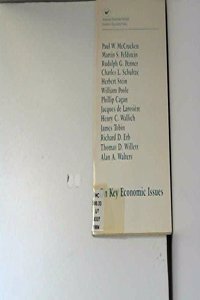 Paul W. McCracken
Martin S. Feldstein
Rudolph G. Penner
Charles L. Schultze
Herbert Stein
William Poole
Phillip Cagan
Jacques de Larosière
Henry C. Wallich
James Tobin
Richard D. Erb
Thomas D. Willett
Alan A. Walters
n Key Economic Issues